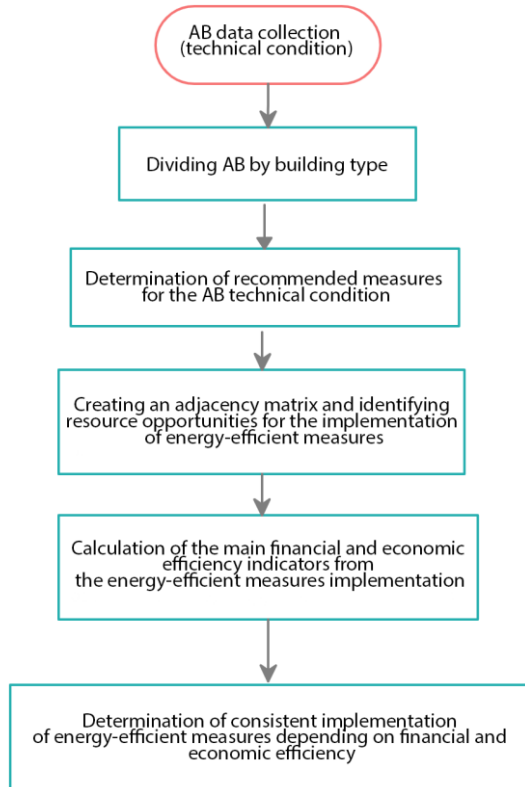 AB data collection
(technical condition)
Dividing AB by building type
Determination of recommended measures
for the AB technical condition
Creating an adjacency matrix and identifying
resource opportunities for the implementation
of energy-efficient measures
Calculation of the main financial and economic
efficiency indicators from
the energy-efficient measures implementation
Determination of consistent implementation
of energy-efficient measures depending on financial and
economic efficiency